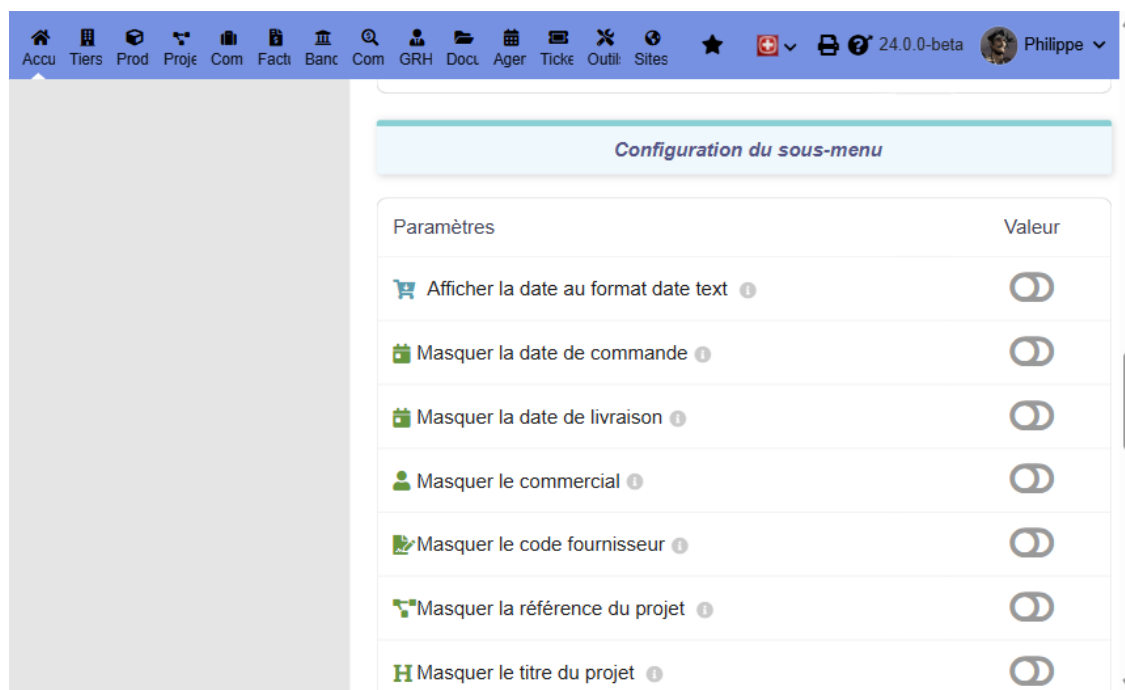 Accu Tiers Prod Proje Com Factu Banc Com GRH Docu Ager Ticke Outil Sites 24.0.0-beta Philippe
Configuration du sous-menu
Paramètres Valeur
Afficher la date au format date text
Masquer la date de commande
Masquer la date de livraison
Masquer le commercial
Masquer le code fournisseur
Masquer la référence du projet
H Masquer le titre du projet